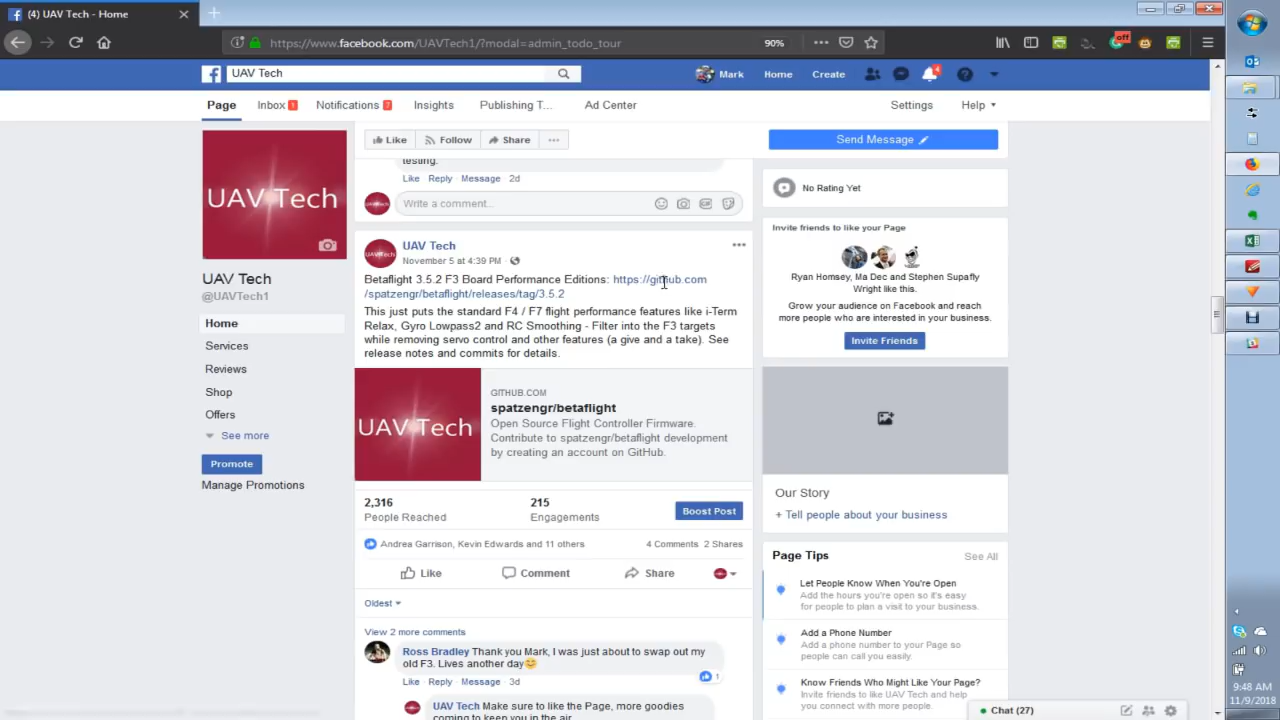 (4) UAV Tech - Home
https://www.facebook.com/UAVTech1/?modal=admin_todo_tour
90%
off
UAV Tech
Mark
Home
Create
4
Page
Inbox 1
Notifications 7
Insights
Publishing T...
Ad Center
Settings
Help
Like
Follow
Share
Send Message
UAV Tech
UAV Tech
@UAVTech1
Home
Services
Reviews
Shop
Offers
See more
Promote
Manage Promotions
testing.
Like Reply Message 2d
Write a comment...
UAV Tech
November 5 at 4:39 PM
Betaflight 3.5.2 F3 Board Performance Editions: https://github.com
/spatzengr/betaflight/releases/tag/3.5.2
This just puts the standard F4 / F7 flight performance features like i-Term
Relax, Gyro Lowpass2 and RC Smoothing - Filter into the F3 targets
while removing servo control and other features (a give and a take). See
release notes and commits for details.
UAV Tech
GITHUB.COM
spatzengr/betaflight
Open Source Flight Controller Firmware.
Contribute to spatzengr/betaflight development
by creating an account on GitHub.
2,316
People Reached
215
Engagements
Boost Post
Andrea Garrison, Kevin Edwards and 11 others
4 Comments 2 Shares
Like
Comment
Share
Oldest
View 2 more comments
Ross Bradley Thank you Mark, I was just about to swap out my
old F3. Lives another day
1
Like Reply Message 3d
UAV Tech Make sure to like the Page, more goodies
coming to keep you in the air
No Rating Yet
Invite friends to like your Page
Ryan Homsey, Ma Dec and Stephen Supafly
Wright like this.
Grow your audience on Facebook and reach
more people who are interested in your business.
Invite Friends
Our Story
+ Tell people about your business
Page Tips
See All
Let People Know When You're Open
Add the hours you're open so it's easy
for people to plan a visit to your business.
Add a Phone Number
Add a phone number to your Page so
people can call you easily.
Know Friends Who Might Like Your Page?
Invite friends to like UAV Tech and help
you connect with more people.
Chat (27)
9:48 AM
11/9/2018